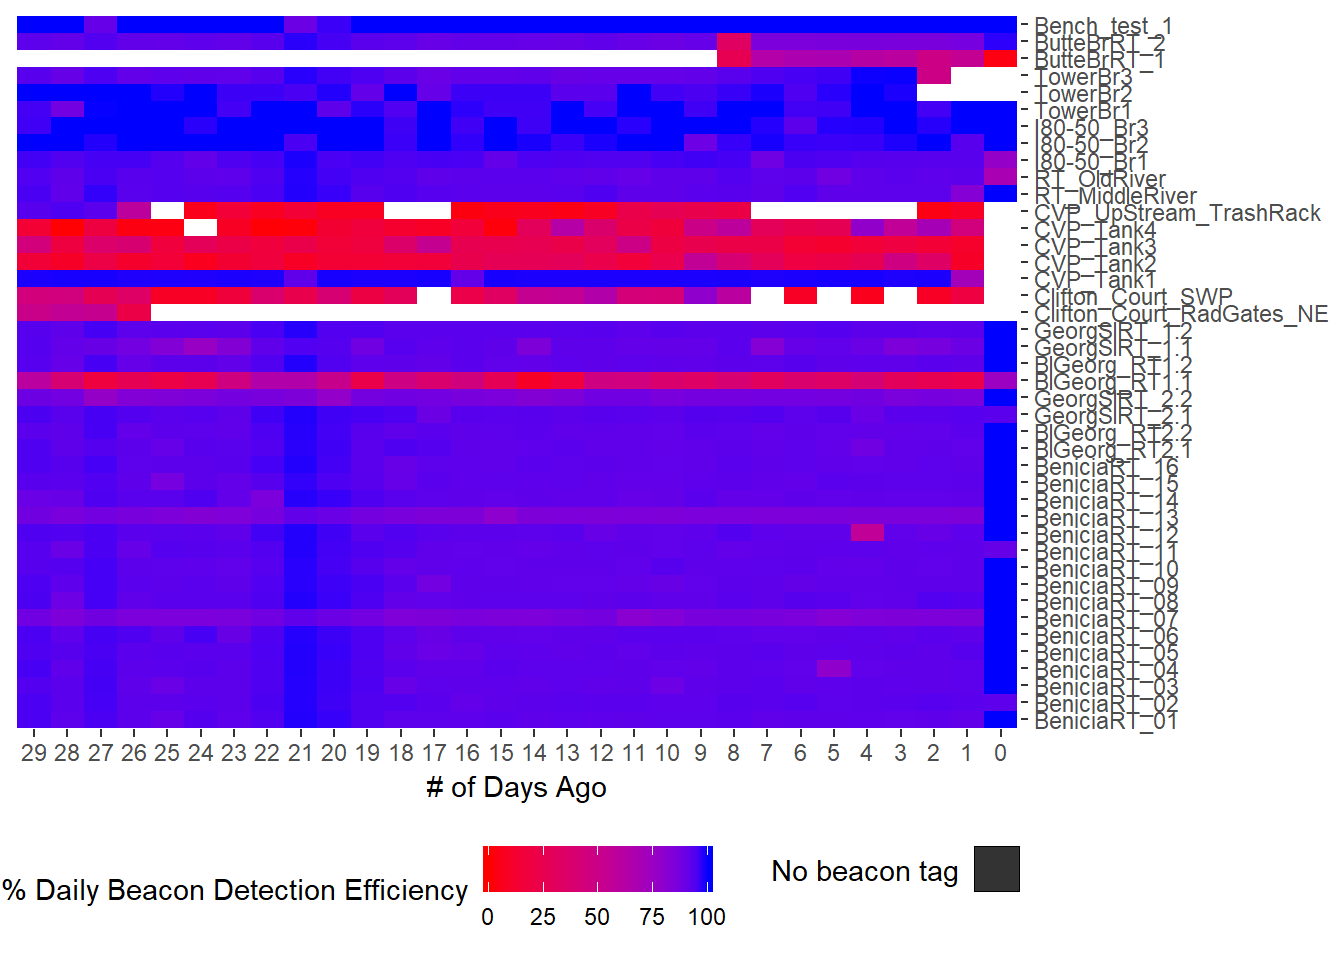 Bench_test_1
ButteBrRT_2
ButteBrRT_1
TowerBr3
TowerBr2
TowerBr1
I80-50_Br3
I80-50_Br2
I80-50_Br1
RT_OldRiver
RT_MiddleRiver
CVP_UpStream_TrashRack
CVP_Tank4
CVP_Tank3
CVP_Tank2
CVP_Tank1
Clifton_Court_SWP
Clifton_Court_RadGates_NE
GeorgSlRT_1.2
GeorgSlRT_1.1
BlGeorg_RT1.2
BlGeorg_RT1.1
GeorgSlRT_2.2
GeorgSlRT_2.1
BlGeorg_RT2.2
BlGeorg_RT2.1
BeniciaRT_16
BeniciaRT_15
BeniciaRT_14
BeniciaRT_13
BeniciaRT_12
BeniciaRT_11
BeniciaRT_10
BeniciaRT_09
BeniciaRT_08
BeniciaRT_07
BeniciaRT_06
BeniciaRT_05
BeniciaRT_04
BeniciaRT_03
BeniciaRT_02
BeniciaRT_01
29 28 27 26 25 24 23 22 21 20 19 18 17 16 15 14 13 12 11 10 9 8 7 6 5 4 3 2 1 0
# of Days Ago
% Daily Beacon Detection Efficiency
0 25 50 75 100
No beacon tag